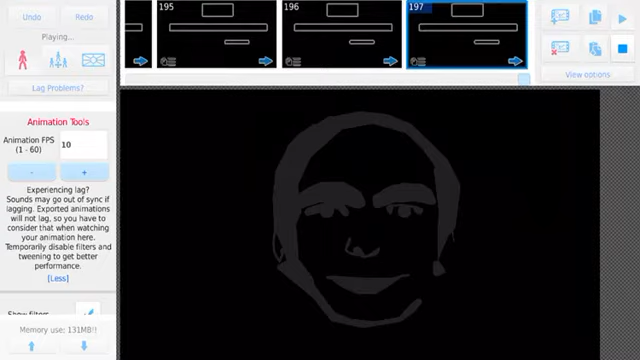 Undo Redo
195 196 197
Playing...
View options
Lag Problems?
Animation Tools
Animation FPS
(1 - 60)
10
- +
Experiencing lag?
Sounds may go out of sync if
lagging. Exported animations
will not lag, so you have to
consider that when watching
your animation here.
Temporarily disable filters and
tweening to get better
performance.
[Less]
Show filters
Memory use: 131MB!!